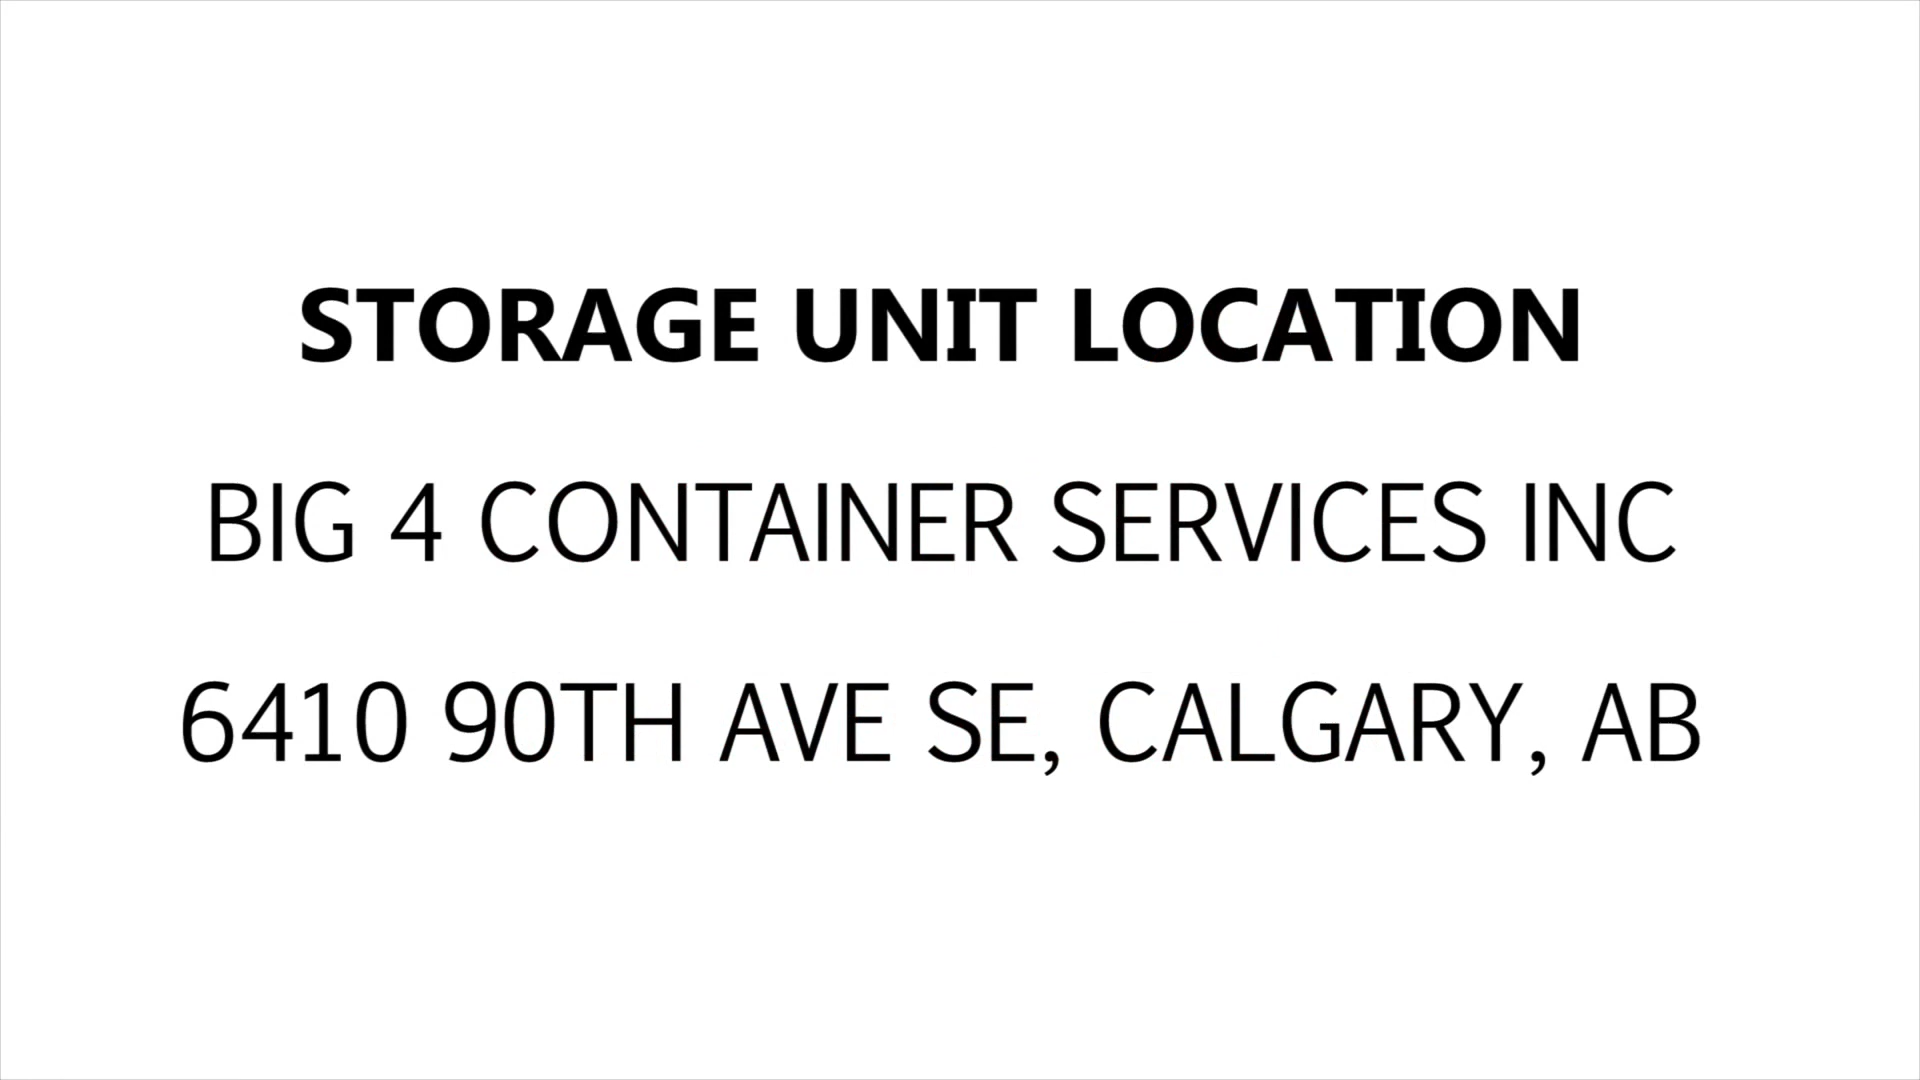 STORAGE UNIT LOCATION
BIG 4 CONTAINER SERVICES INC
6410 90TH AVE SE, CALGARY, AB